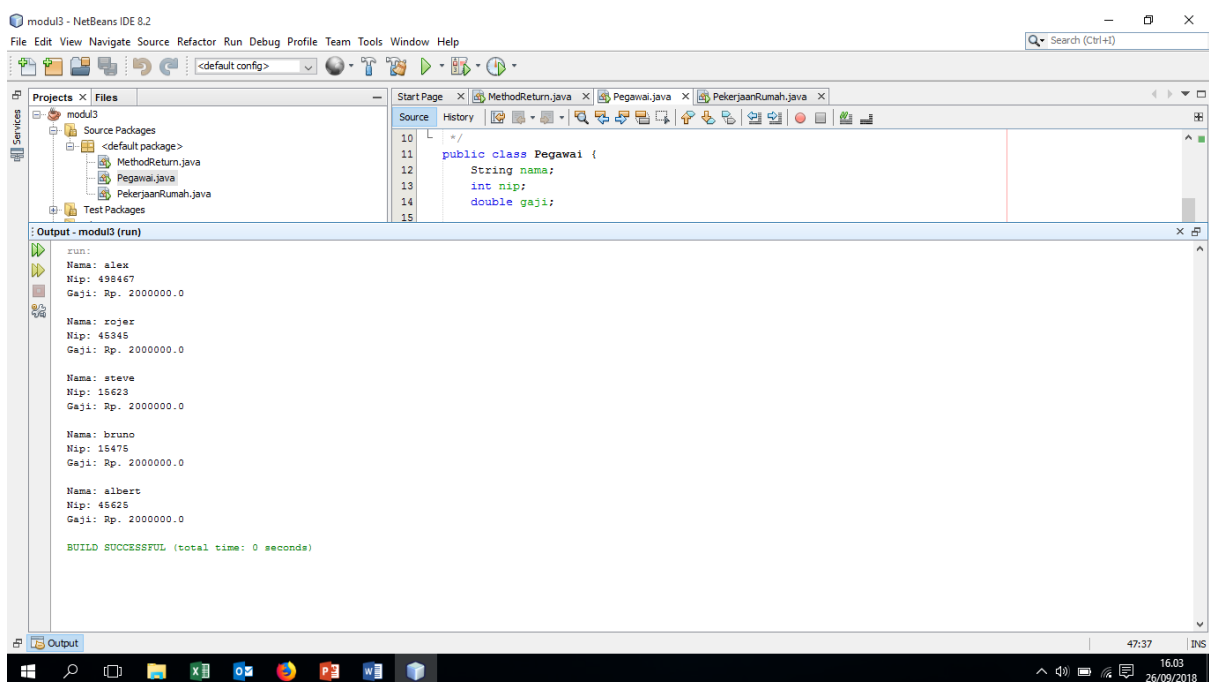 modul3 - NetBeans IDE 8.2
File Edit View Navigate Source Refactor Run Debug Profile Team Tools Window Help
Search (Ctrl+I)
<default config>
Projects Files
Start Page MethodReturn.java Pegawai.java PekerjaanRumah.java
Services
modul3
Source Packages
<default package>
MethodReturn.java
Pegawai.java
PekerjaanRumah.java
Test Packages
Source History
10 */
11 public class Pegawai {
12 String nama;
13 int nip;
14 double gaji;
15
Output - modul3 (run)
run:
Nama: alex
Nip: 498467
Gaji: Rp. 2000000.0
Nama: rojer
Nip: 45345
Gaji: Rp. 2000000.0
Nama: steve
Nip: 15623
Gaji: Rp. 2000000.0
Nama: bruno
Nip: 15475
Gaji: Rp. 2000000.0
Nama: albert
Nip: 45625
Gaji: Rp. 2000000.0
BUILD SUCCESSFUL (total time: 0 seconds)
Output
47:37 INS
16.03
26/09/2018